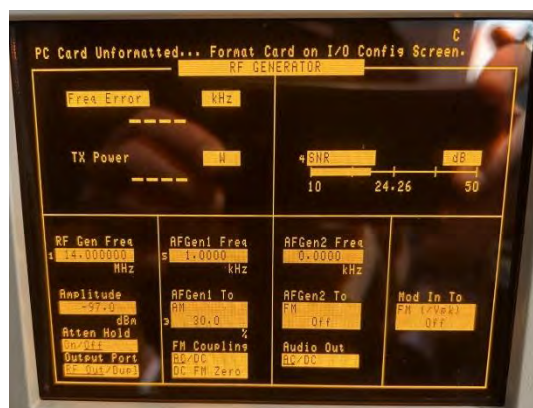 C
PC Card Unformatted... Format Card on I/O Config Screen.
RF GENERATOR
Freq Error kHz
----
TX Power W
----
4 SNR dB
10 24.26 50
RF Gen Freq
1 14.000000
MHz
Amplitude
-97.0
dBm
Atten Hold
On/Off
Output Port
RF Out/Dupl
AFGen1 Freq
5 1.0000
kHz
AFGen1 To
AM
3 30.0
%
FM Coupling
AC/DC
DC FM Zero
AFGen2 Freq
0.0000
kHz
AFGen2 To
FM
Off
Audio Out
AC/DC
Mod In To
FM (/Vpk)
Off